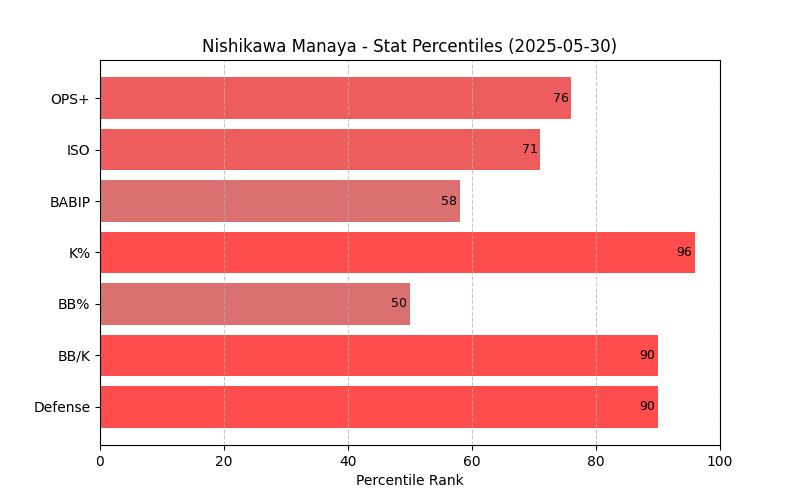 Nishikawa Manaya - Stat Percentiles (2025-05-30)
OPS+ 76
ISO 71
BABIP 58
K% 96
BB% 50
BB/K 90
Defense 90
0 20 40 60 80 100
Percentile Rank